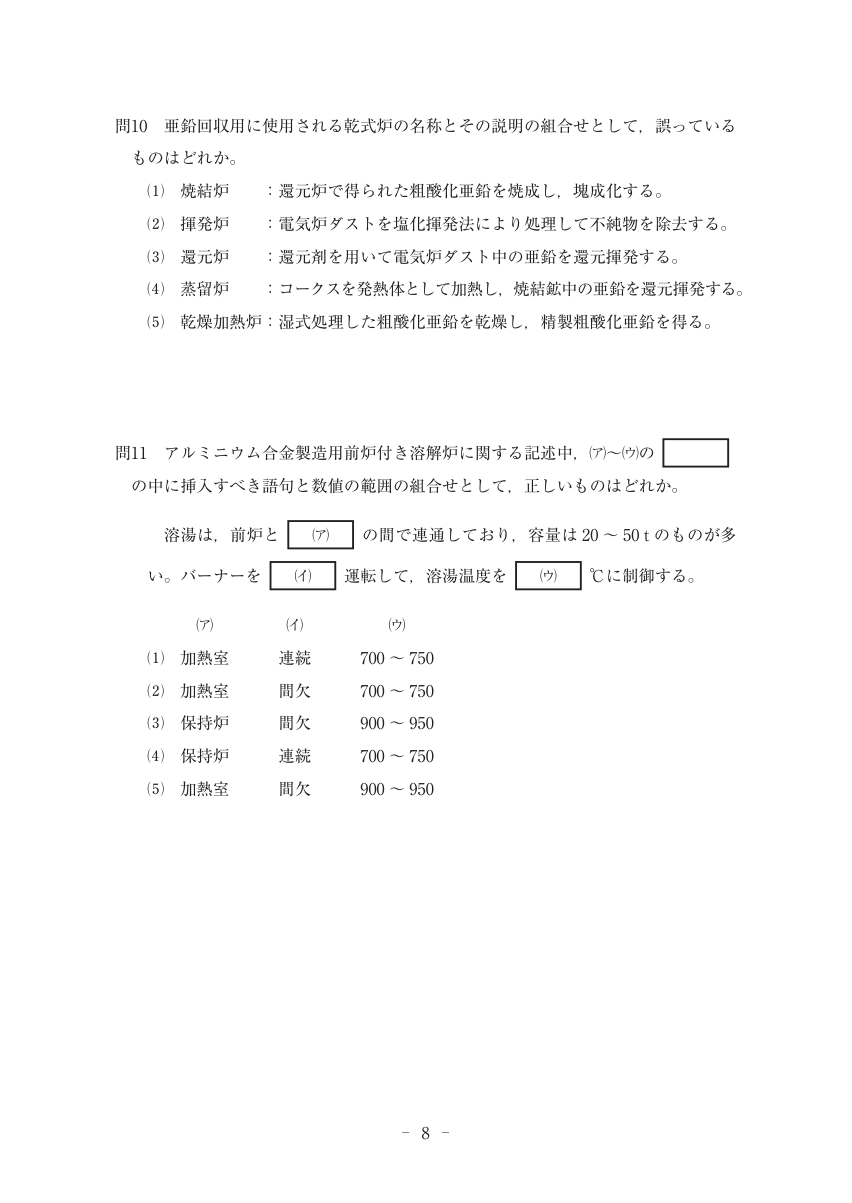 問10　亜鉛回収用に使用される乾式炉の名称とその説明の組合せとして，誤っている
ものはどれか。
⑴　焼結炉　　：還元炉で得られた粗酸化亜鉛を焼成し，塊成化する。
⑵　揮発炉　　：電気炉ダストを塩化揮発法により処理して不純物を除去する。
⑶　還元炉　　：還元剤を用いて電気炉ダスト中の亜鉛を還元揮発する。
⑷　蒸留炉　　：コークスを発熱体として加熱し，焼結鉱中の亜鉛を還元揮発する。
⑸　乾燥加熱炉：湿式処理した粗酸化亜鉛を乾燥し，精製粗酸化亜鉛を得る。
問11　アルミニウム合金製造用前炉付き溶解炉に関する記述中，㈠〜㈢の
の中に挿入すべき語句と数値の範囲の組合せとして，正しいものはどれか。
溶湯は，前炉と (ア) の間で連通しており，容量は 20 〜 50 t のものが多
い。バーナーを (イ) 運転して，溶湯温度を (ウ) ℃に制御する。
(ア)　(イ)　(ウ)
⑴　加熱室　連続　700 〜 750
⑵　加熱室　間欠　700 〜 750
⑶　保持炉　間欠　900 〜 950
⑷　保持炉　連続　700 〜 750
⑸　加熱室　間欠　900 〜 950
－ 8 －